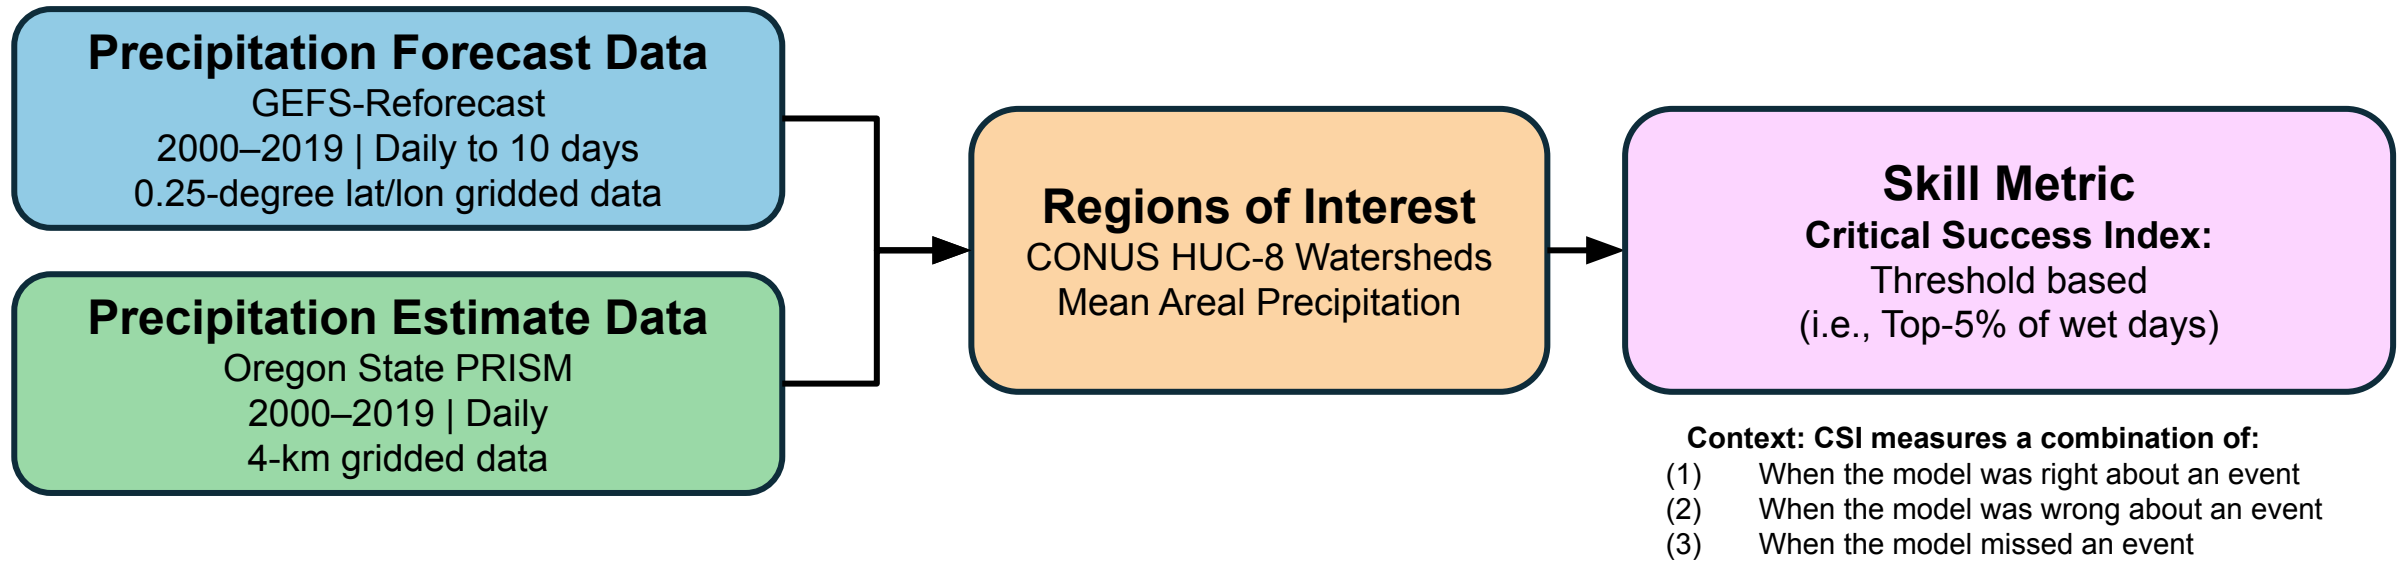 Precipitation Forecast Data
GEFS-Reforecast
2000–2019 | Daily to 10 days
0.25-degree lat/lon gridded data
Precipitation Estimate Data
Oregon State PRISM
2000–2019 | Daily
4-km gridded data
Regions of Interest
CONUS HUC-8 Watersheds
Mean Areal Precipitation
Skill Metric
Critical Success Index:
Threshold based
(i.e., Top-5% of wet days)
Context: CSI measures a combination of:
(1) When the model was right about an event
(2) When the model was wrong about an event
(3) When the model missed an event